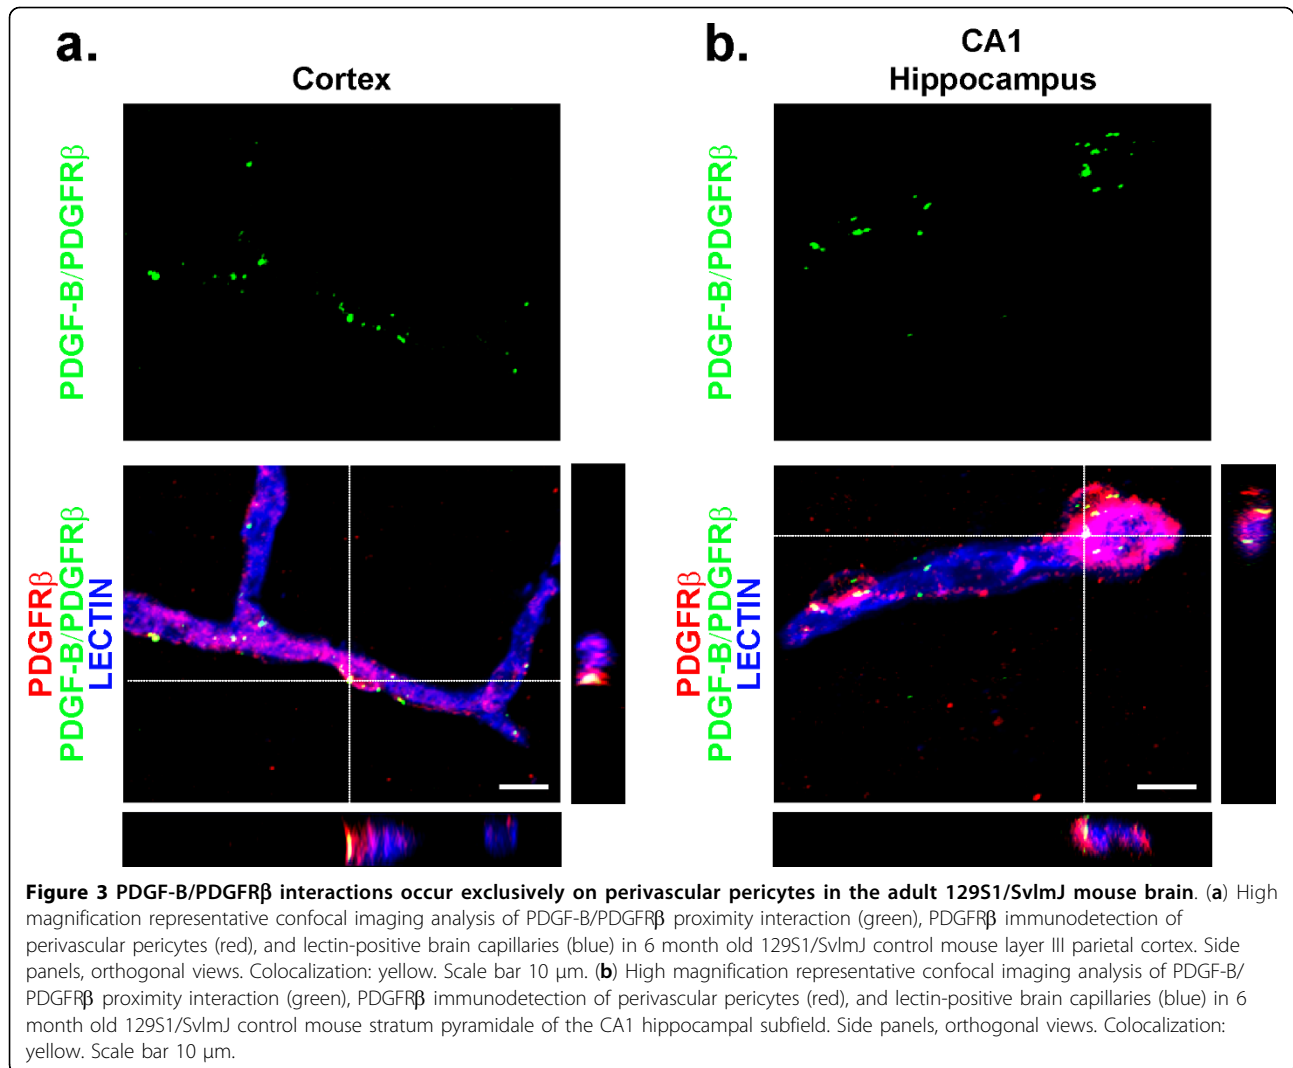 a.
Cortex
PDGF-B/PDGFRβ
PDGFRβ
PDGF-B/PDGFRβ
LECTIN
b.
CA1
Hippocampus
PDGF-B/PDGFRβ
PDGFRβ
PDGF-B/PDGFRβ
LECTIN
Figure 3 PDGF-B/PDGFRβ interactions occur exclusively on perivascular pericytes in the adult 129S1/SvlmJ mouse brain. (a) High
magnification representative confocal imaging analysis of PDGF-B/PDGFRβ proximity interaction (green), PDGFRβ immunodetection of
perivascular pericytes (red), and lectin-positive brain capillaries (blue) in 6 month old 129S1/SvlmJ control mouse layer III parietal cortex. Side
panels, orthogonal views. Colocalization: yellow. Scale bar 10 μm. (b) High magnification representative confocal imaging analysis of PDGF-B/
PDGFRβ proximity interaction (green), PDGFRβ immunodetection of perivascular pericytes (red), and lectin-positive brain capillaries (blue) in 6
month old 129S1/SvlmJ control mouse stratum pyramidale of the CA1 hippocampal subfield. Side panels, orthogonal views. Colocalization:
yellow. Scale bar 10 μm.